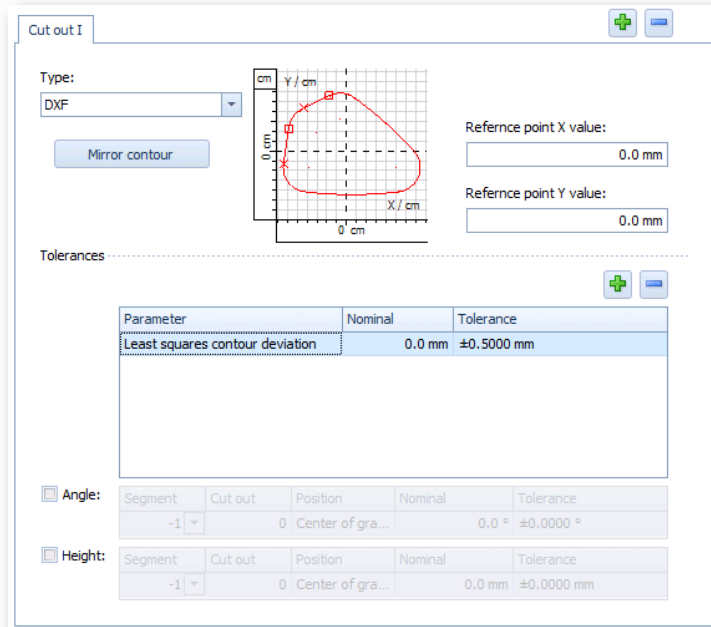 Cut out I
Type:
DXF
Mirror contour
cm
Y / cm
0 cm
X / cm
0 cm
Refernce point X value:
0.0 mm
Refernce point Y value:
0.0 mm
Tolerances
Parameter Nominal Tolerance
Least squares contour deviation 0.0 mm ±0.5000 mm
Angle:
Segment Cut out Position Nominal Tolerance
-1 0 Center of gra... 0.0 ° ±0.0000 °
Height:
Segment Cut out Position Nominal Tolerance
-1 0 Center of gra... 0.0 mm ±0.0000 mm